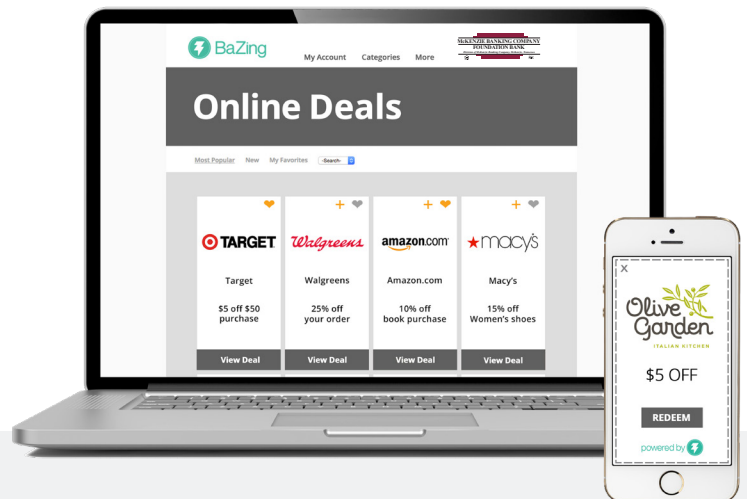 BaZing
My Account Categories More
McKENZIE BANKING COMPANY
FOUNDATION BANK
Online Deals
Most Popular New My Favorites -Search-
TARGET
Walgreens
amazon.com
macy's
Target
Walgreens
Amazon.com
Macy's
$5 off $50
purchase
25% off
your order
10% off
book purchase
15% off
Women's shoes
View Deal
View Deal
View Deal
View Deal
X
Olive
Garden
ITALIAN KITCHEN
$5 OFF
REDEEM
powered by